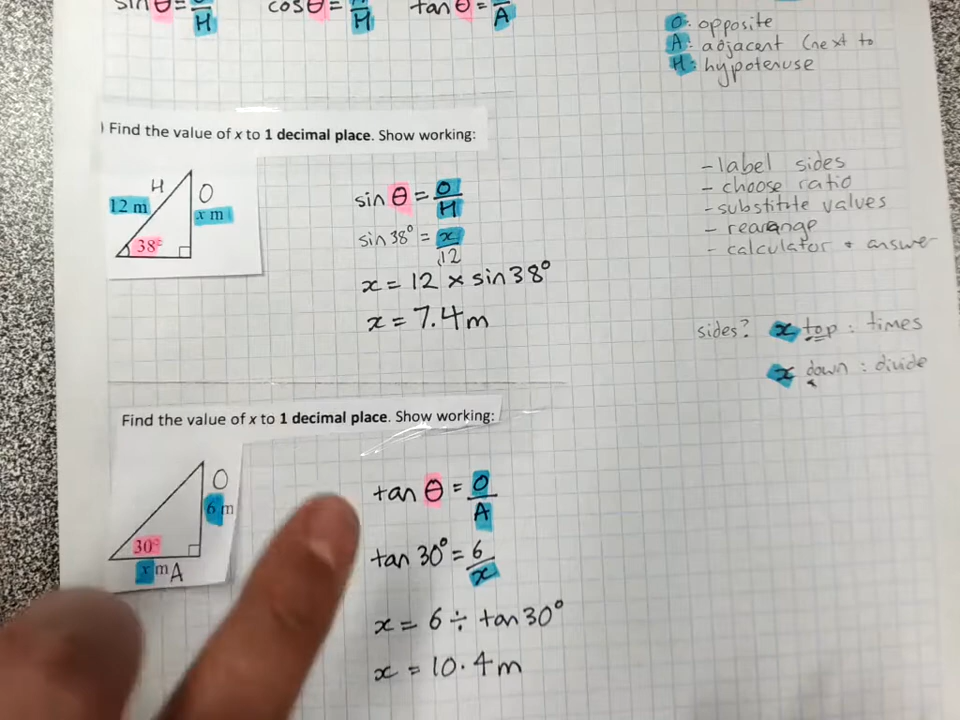 sin θ = O/H cos θ = /H tan θ = /A
O: opposite
A: adjacent (next to
H: hypotenuse
) Find the value of x to 1 decimal place. Show working:
H
O
12 m
x m
38°
sin θ = O/H
sin 38° = x/12
x = 12 × sin 38°
x = 7.4 m
- label sides
- choose ratio
- substitute values
- rearange
- calculator + answer
sides? x top : times
x down : divide
Find the value of x to 1 decimal place. Show working:
O
6 m
30°
x m A
tan θ = O/A
tan 30° = 6/x
x = 6 ÷ tan 30°
x = 10.4 m